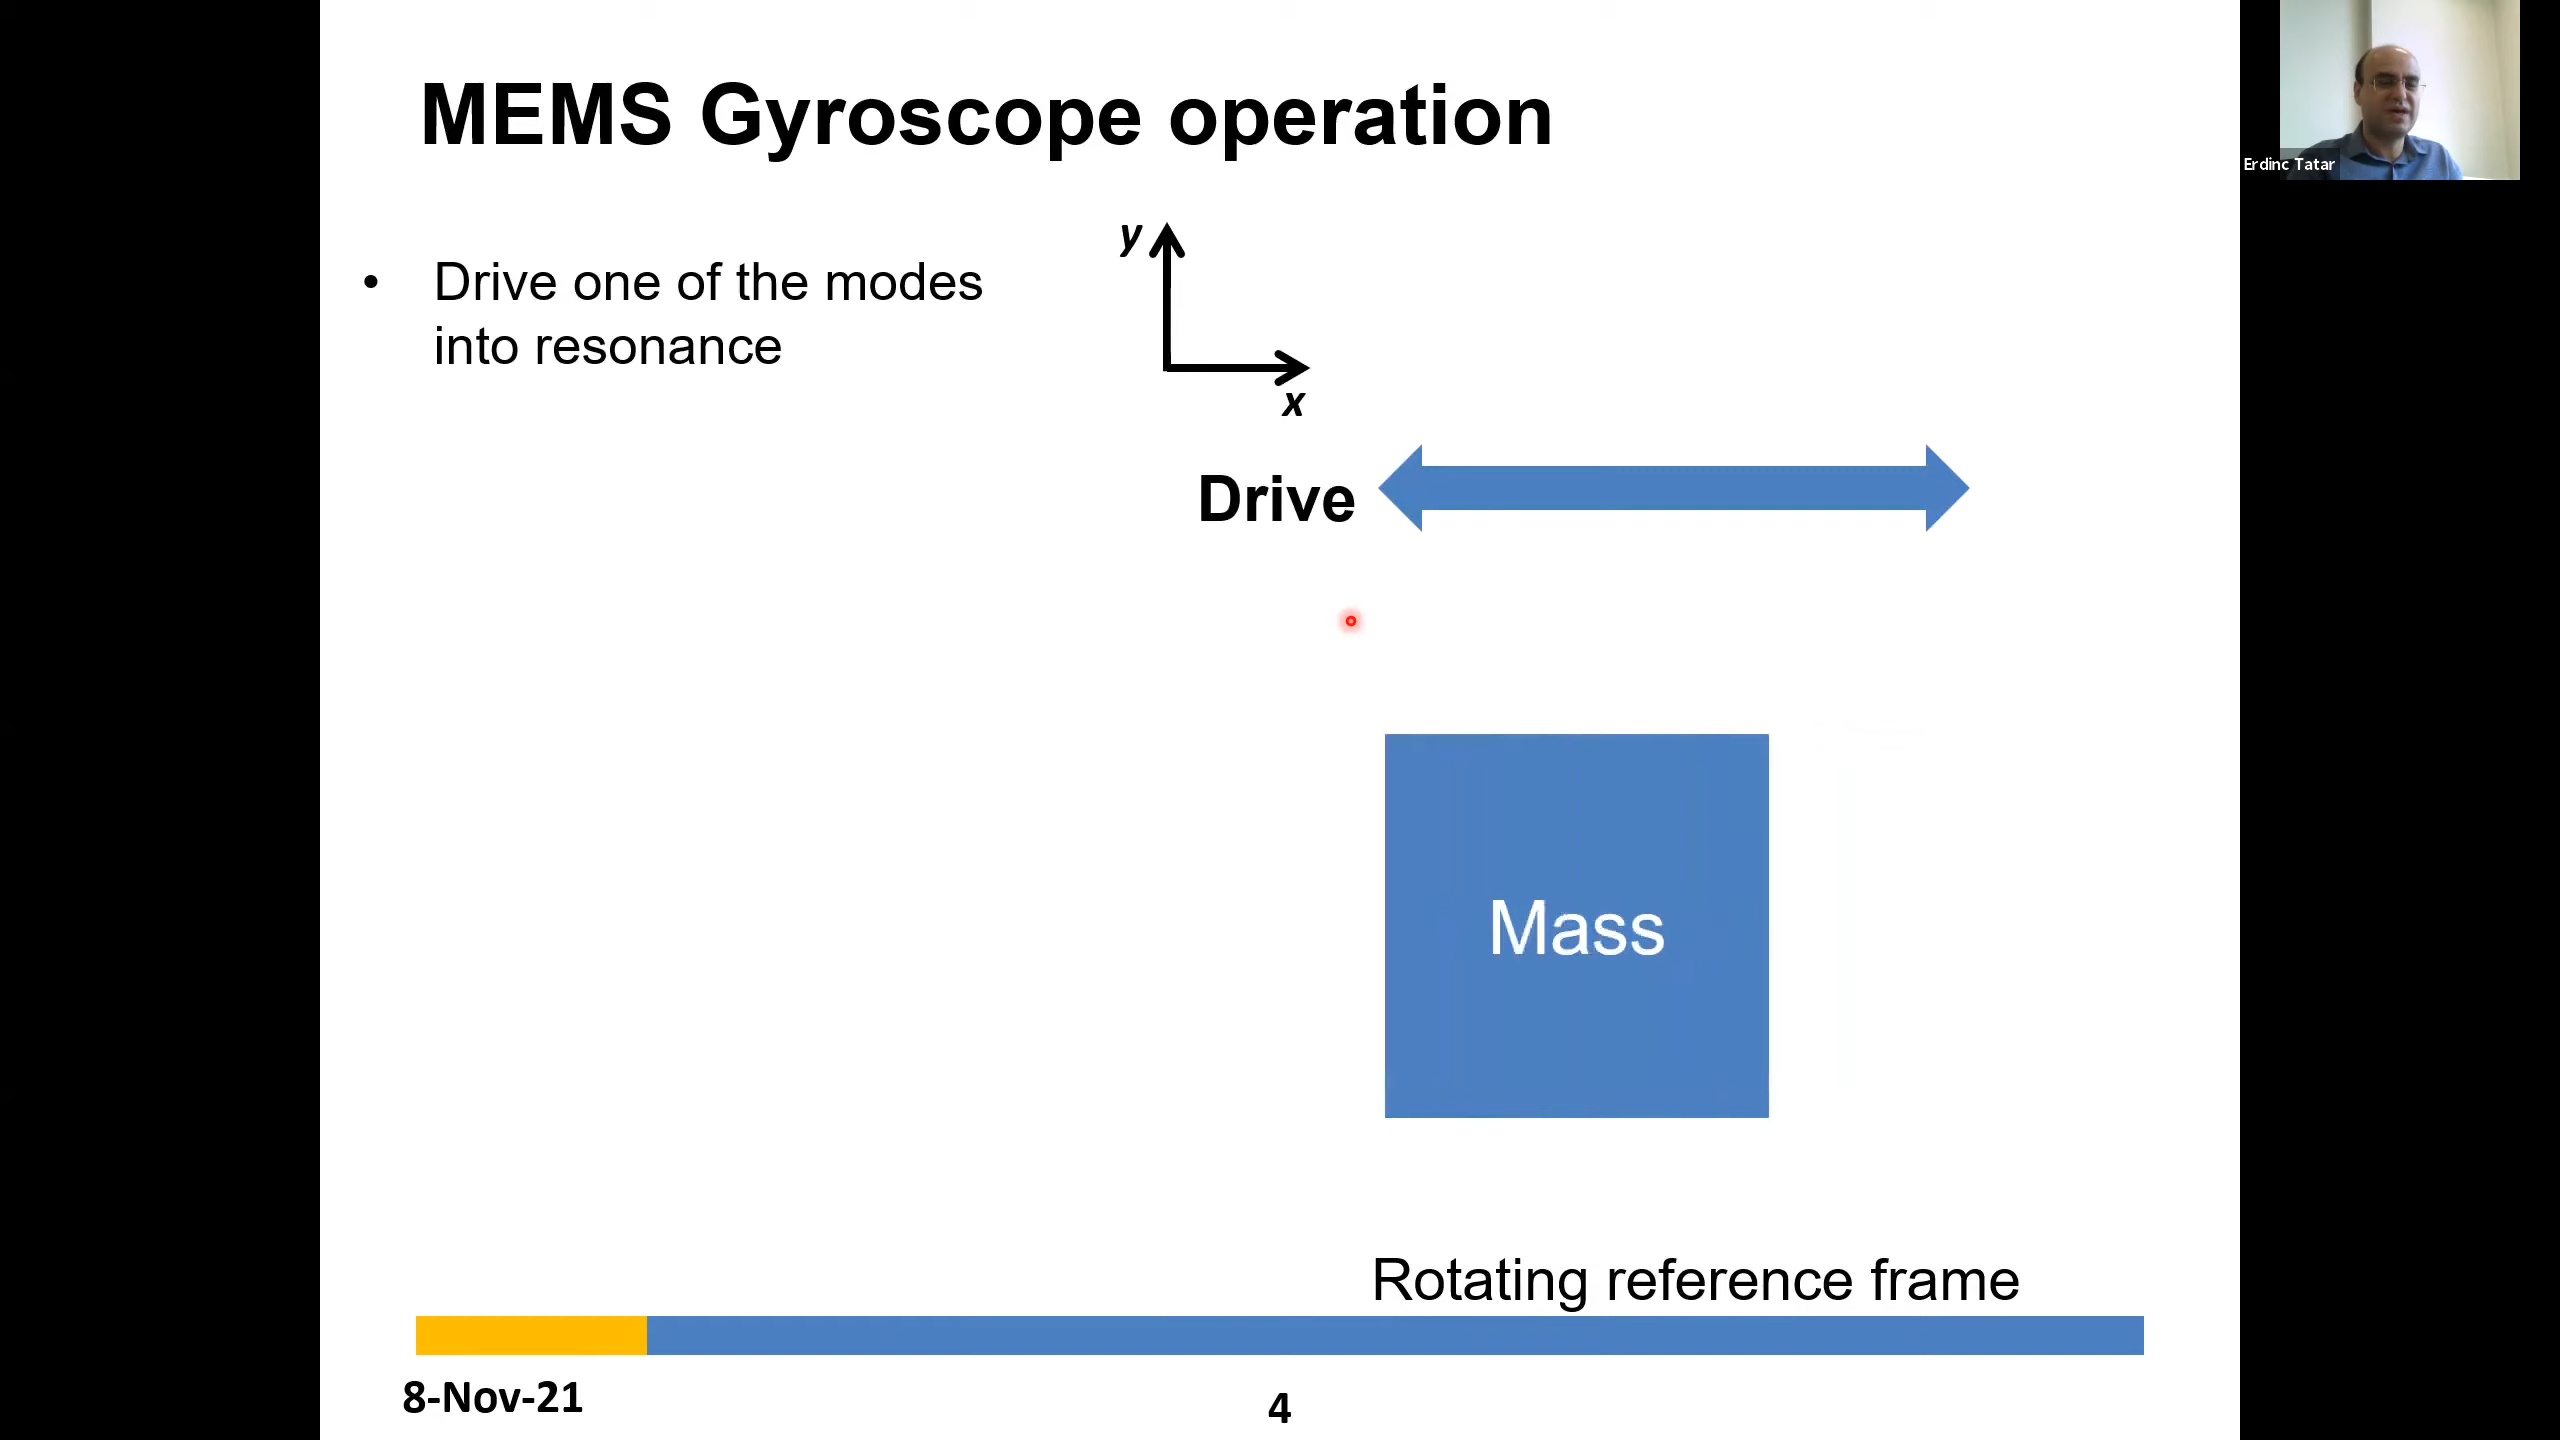 MEMS Gyroscope operation
Erdinc Tatar
• Drive one of the modes
into resonance
y
x
Drive
Mass
Rotating reference frame
8-Nov-21
4